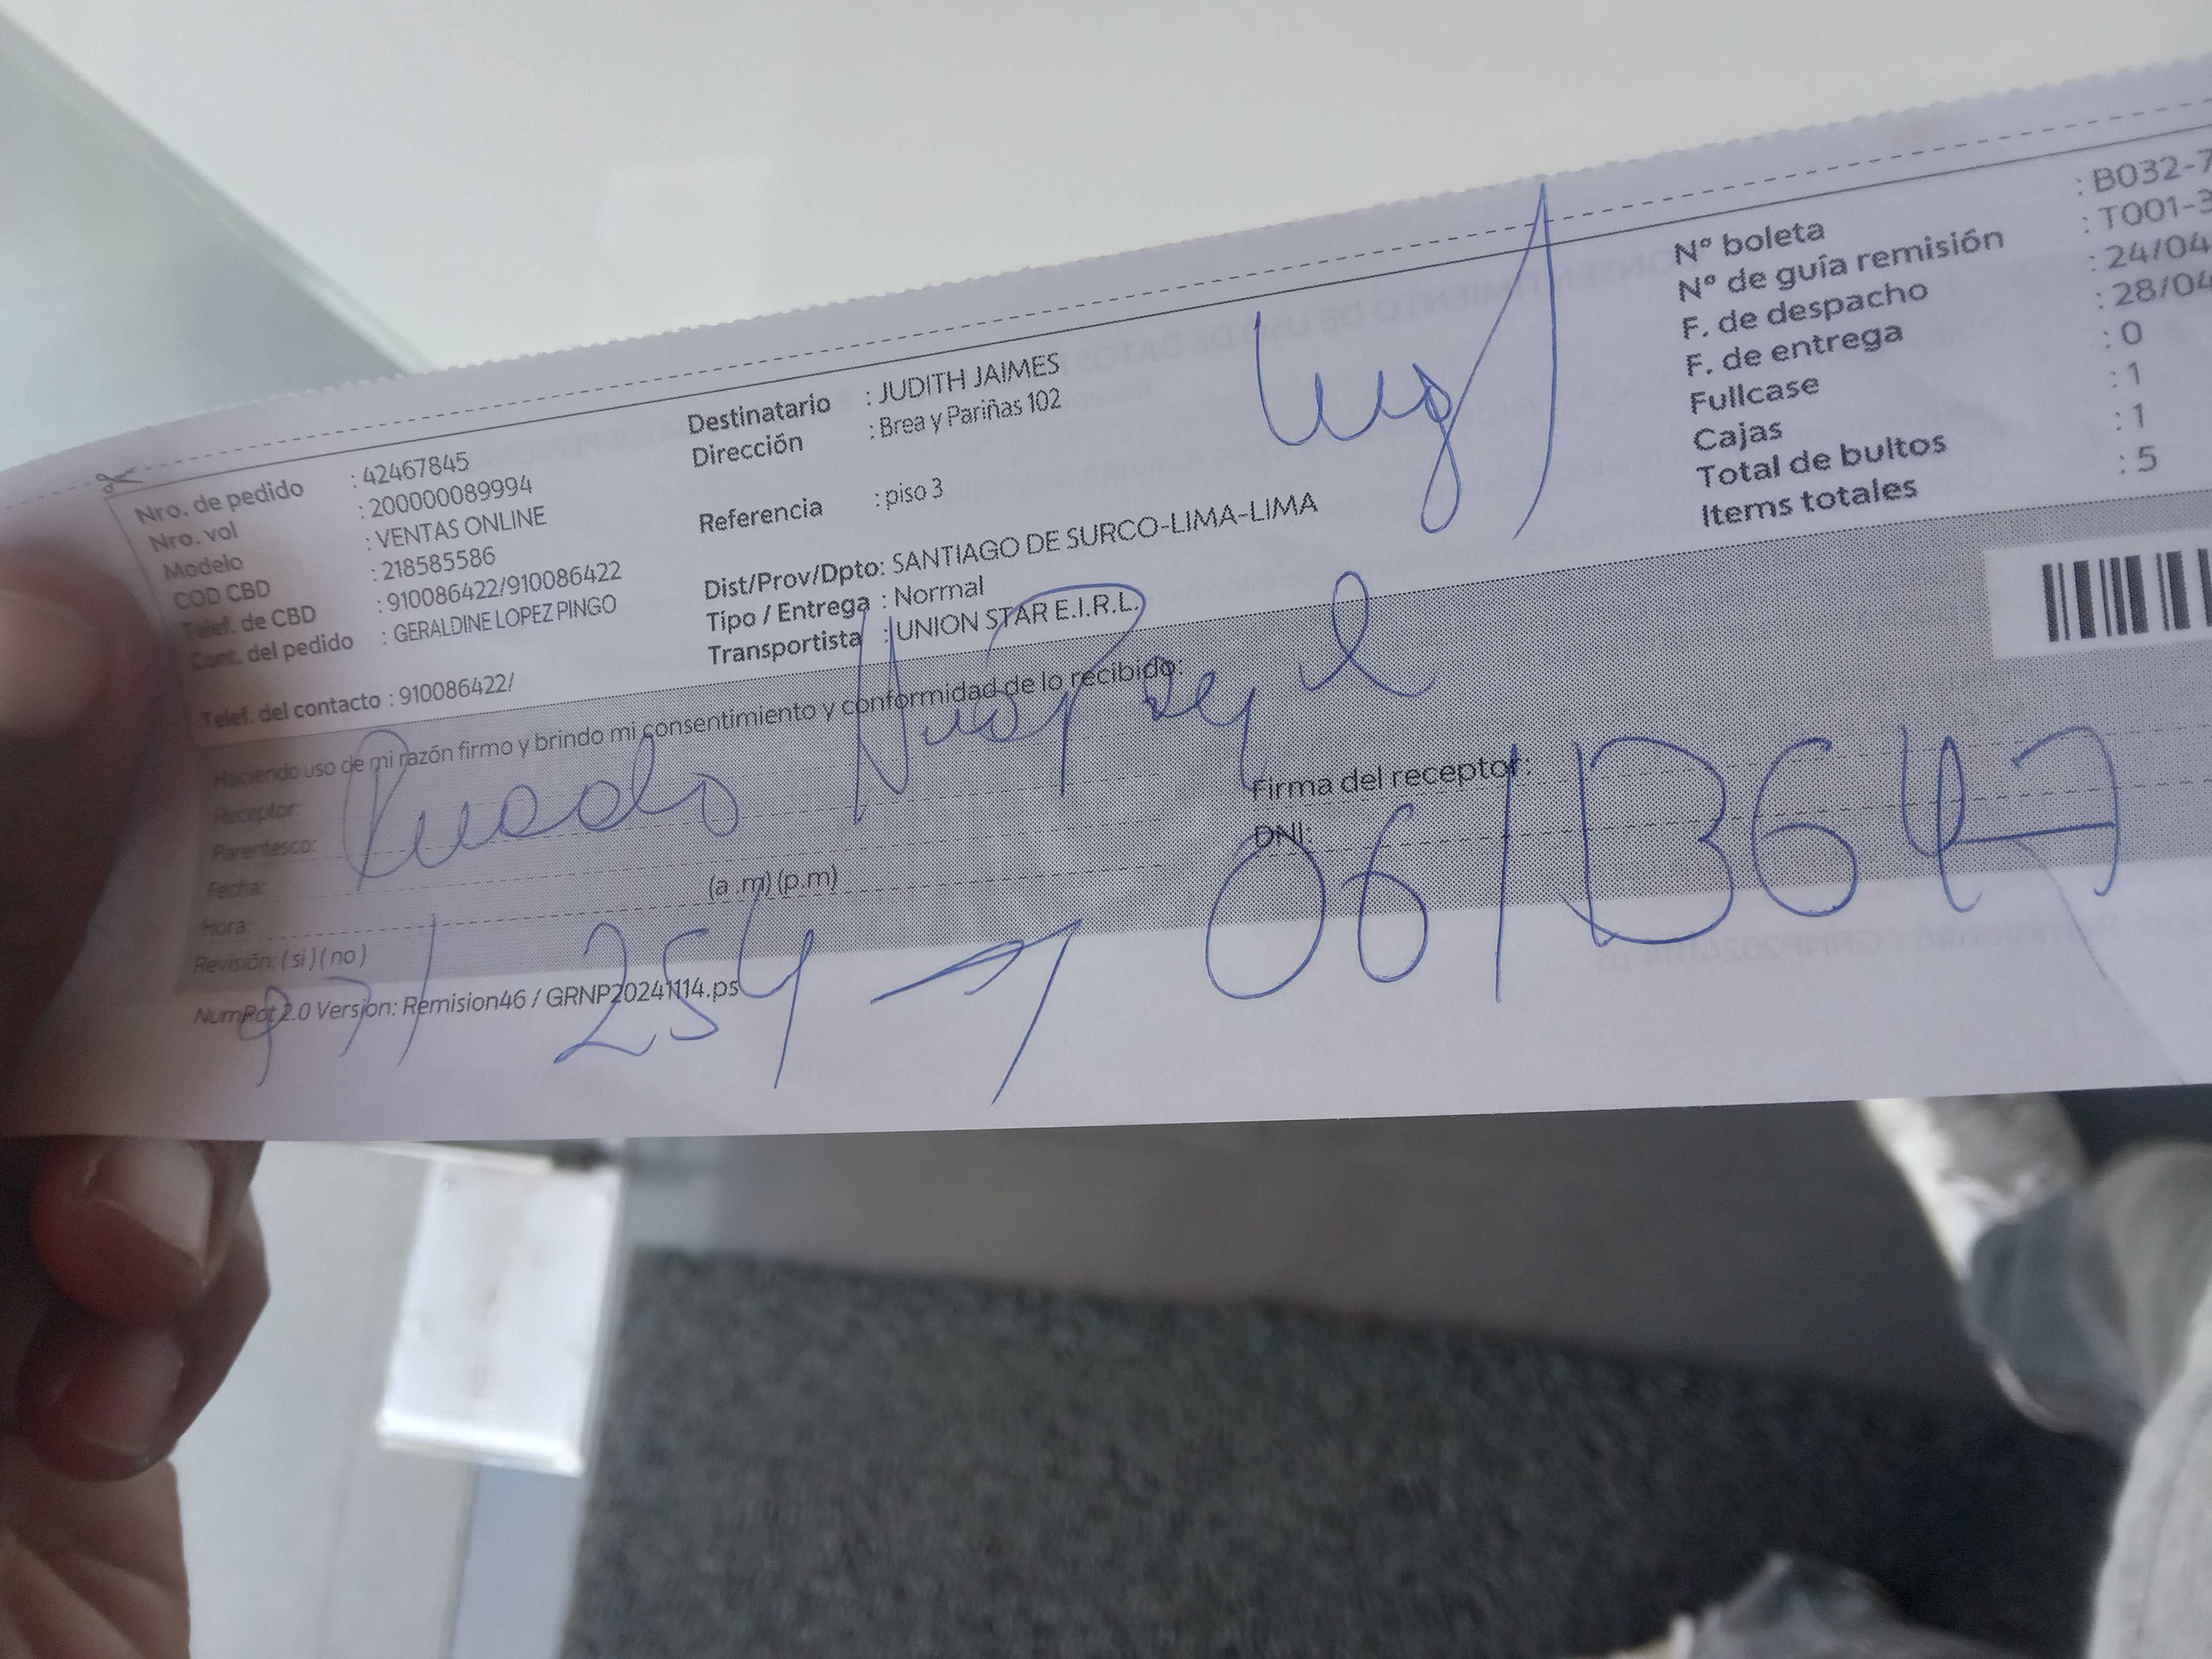 Nro. de pedido : 42467845
Nro. vol : 200000089994
Modelo : VENTAS ONLINE
COD CBD : 218585586
Telef. de CBD : 910086422/910086422
Cont. del pedido : GERALDINE LOPEZ PINGO
Telef. del contacto : 910086422/
Destinatario : JUDITH JAIMES
Dirección : Brea y Pariñas 102
Referencia : piso 3
Dist/Prov/Dpto: SANTIAGO DE SURCO-LIMA-LIMA
Tipo / Entrega : Normal
Transportista : UNION STAR E.I.R.L.
N° boleta : B032-7
N° de guía remisión : T001-3
F. de despacho : 24/04
F. de entrega : 28/04
Fullcase : 0
Cajas : 1
Total de bultos : 1
Items totales : 5
Haciendo uso de mi razón firmo y brindo mi consentimiento y conformidad de lo recibido:
Receptor:
Parentesco:
Fecha:
Hora: (a .m) (p.m)
Revisión: ( si ) ( no )
Firma del receptor:
DNI: 06113647
NumRot 2.0 Version: Remision46 / GRNP20241114.ps